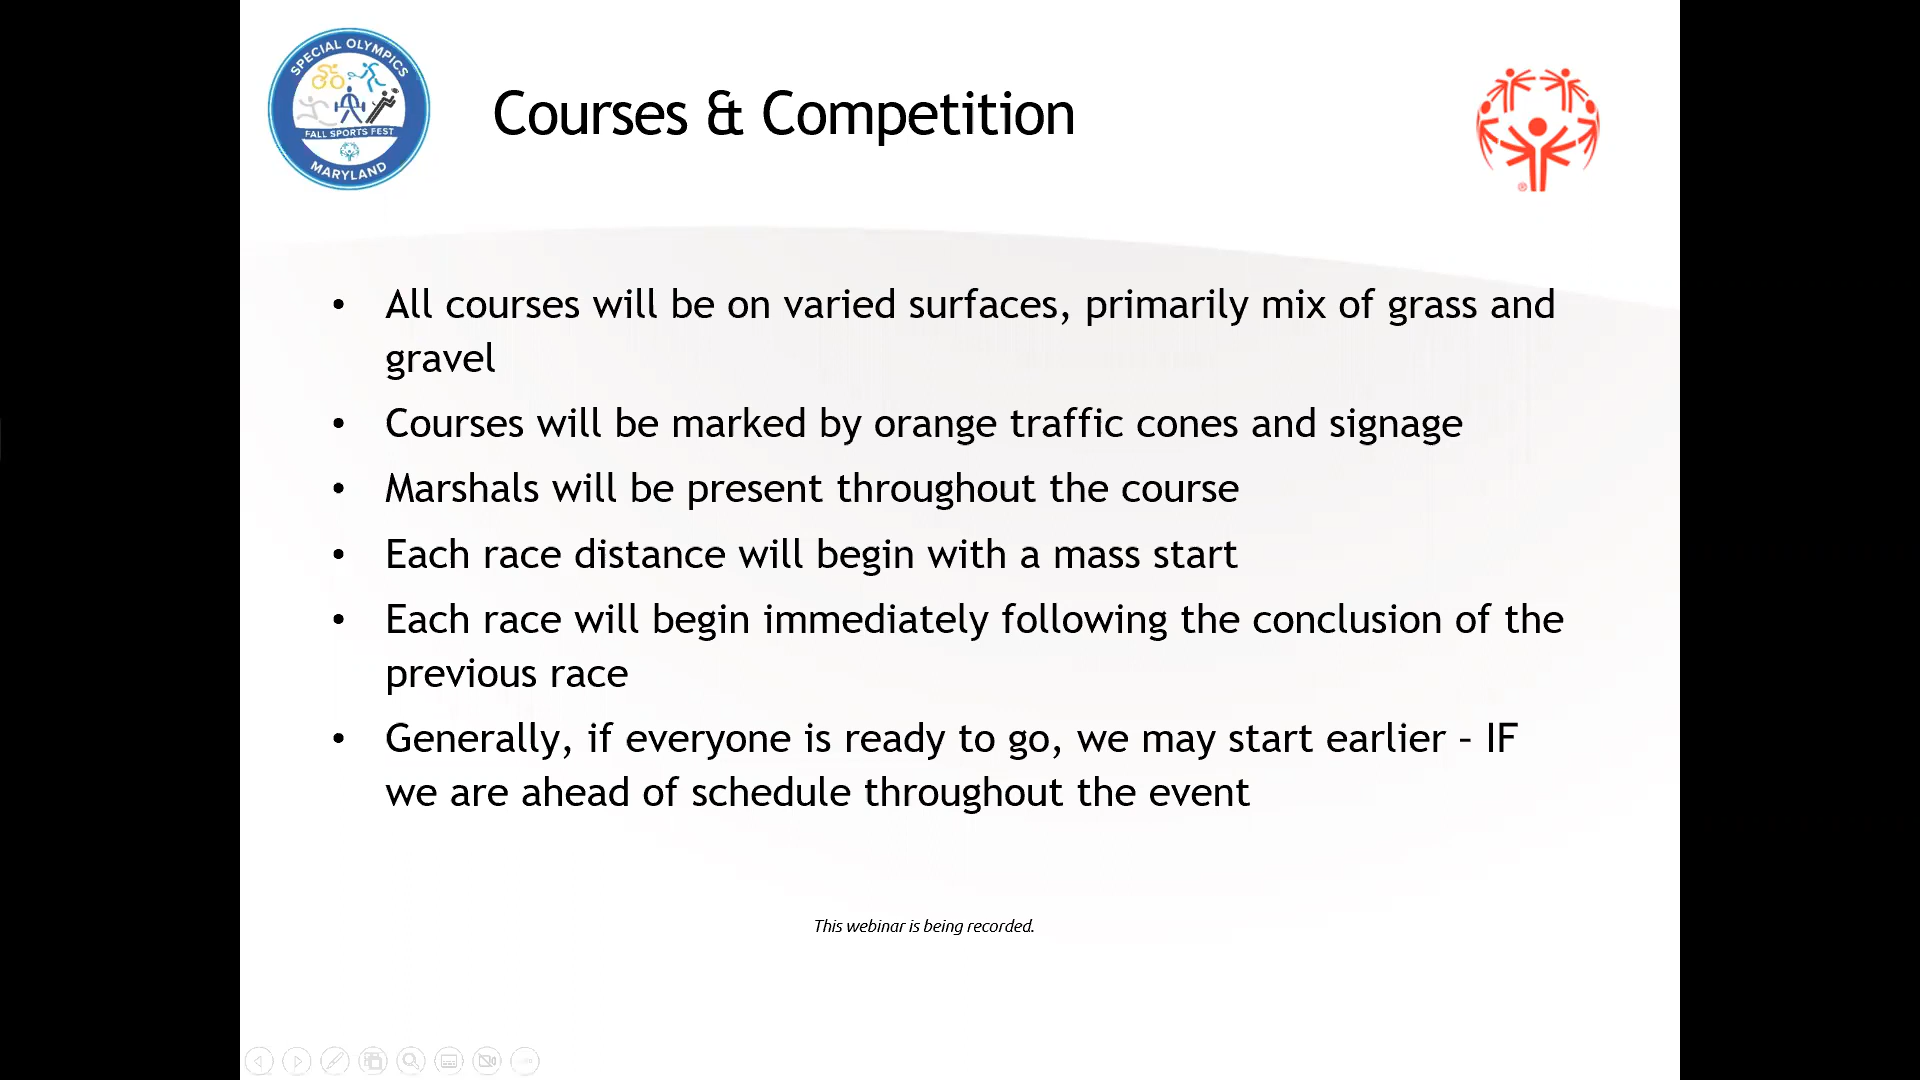 SPECIAL OLYMPICS
FALL SPORTS FEST
MARYLAND
Courses & Competition
®
• All courses will be on varied surfaces, primarily mix of grass and
gravel
• Courses will be marked by orange traffic cones and signage
• Marshals will be present throughout the course
• Each race distance will begin with a mass start
• Each race will begin immediately following the conclusion of the
previous race
• Generally, if everyone is ready to go, we may start earlier – IF
we are ahead of schedule throughout the event
This webinar is being recorded.